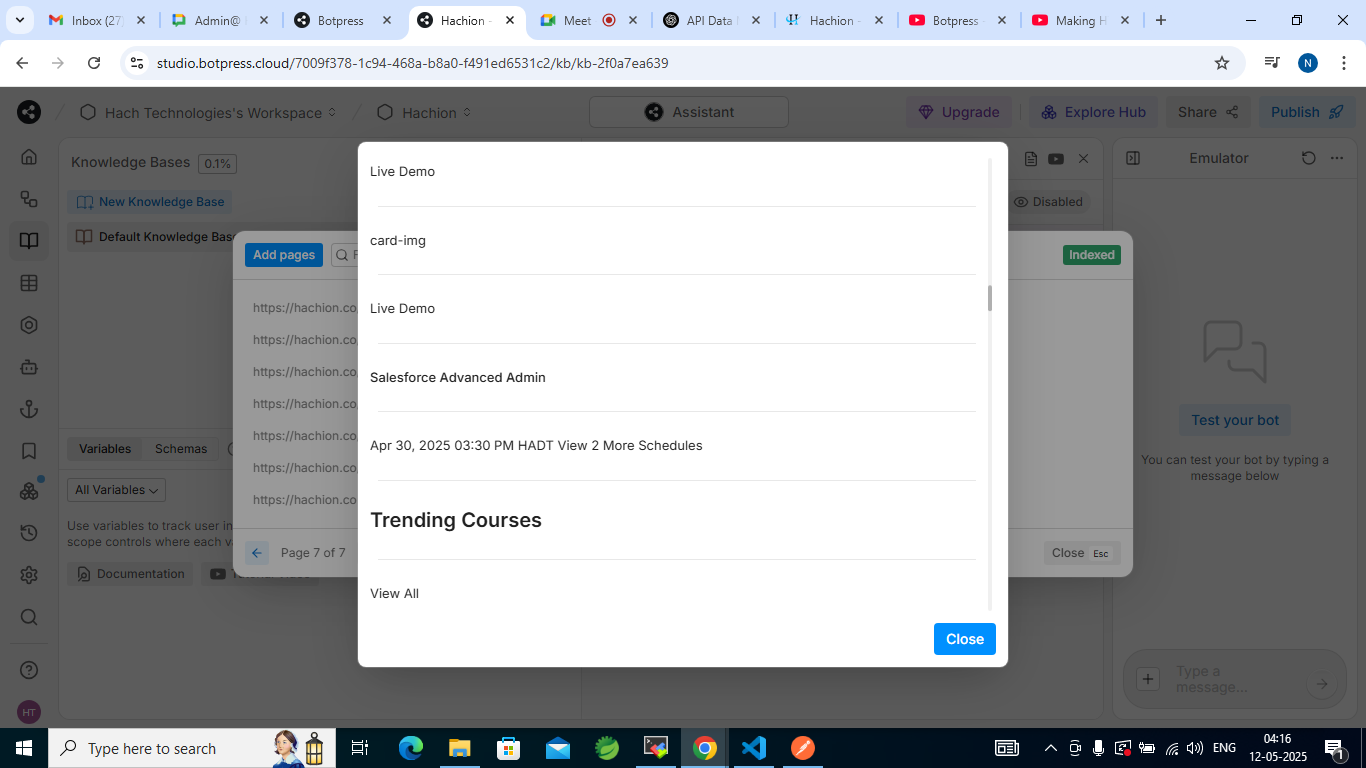 Inbox (27)
Admin@
Botpress
Hachion -
Meet
API Data
Hachion -
Botpress
Making H
studio.botpress.cloud/7009f378-1c94-468a-b8a0-f491ed6531c2/kb/kb-2f0a7ea639
N
Hach Technologies's Workspace
Hachion
Assistant
Upgrade
Explore Hub
Share
Publish
Knowledge Bases 0.1%
New Knowledge Base
Default Knowledge Base
Disabled
Emulator
Add pages
Indexed
https://hachion.co
https://hachion.co
https://hachion.co
https://hachion.co
https://hachion.co
https://hachion.co
https://hachion.co
Page 7 of 7
Close Esc
Live Demo
card-img
Live Demo
Salesforce Advanced Admin
Apr 30, 2025 03:30 PM HADT View 2 More Schedules
Trending Courses
View All
Close
Variables
Schemas
All Variables
Use variables to track user in
scope controls where each va
Documentation
Test your bot
You can test your bot by typing a
message below
Type a
message...
HT
Type here to search
ENG
04:16
12-05-2025
1